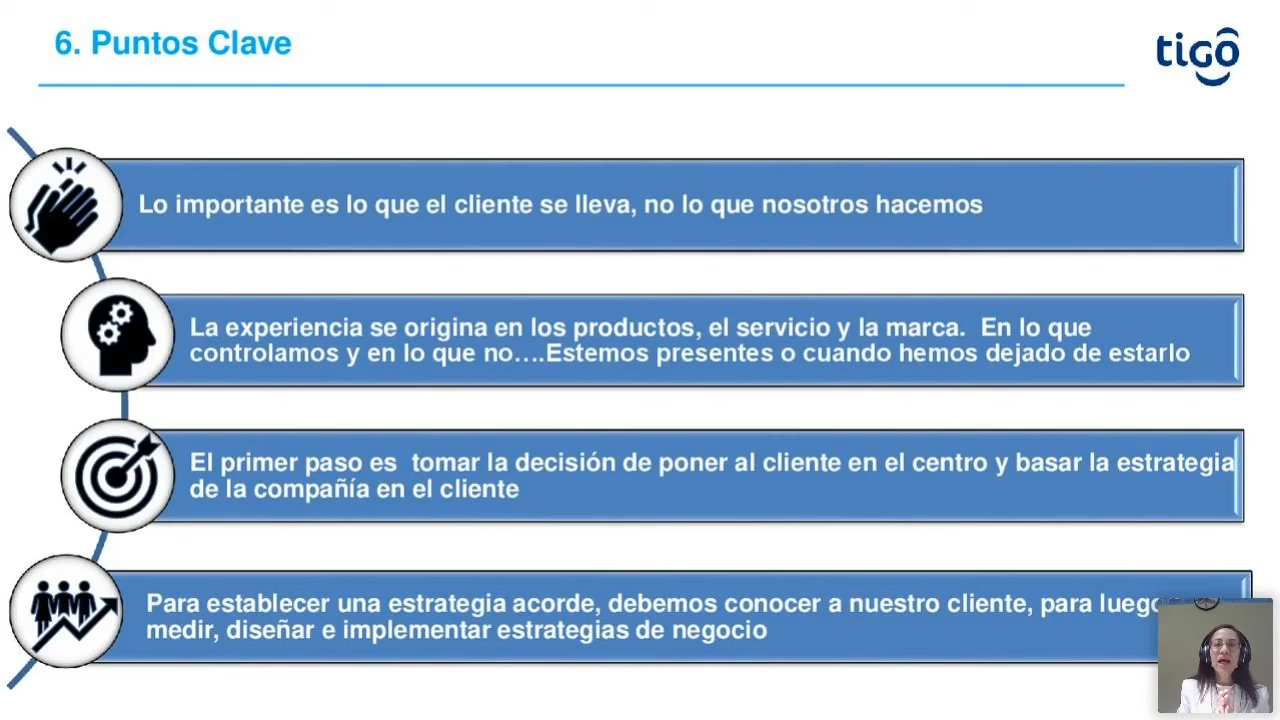 6. Puntos Clave
tigo
Lo importante es lo que el cliente se lleva, no lo que nosotros hacemos
La experiencia se origina en los productos, el servicio y la marca.  En lo que
controlamos y en lo que no….Estemos presentes o cuando hemos dejado de estarlo
El primer paso es  tomar la decisión de poner al cliente en el centro y basar la estrategia
de la compañía en el cliente
Para establecer una estrategia acorde, debemos conocer a nuestro cliente, para luego
medir, diseñar e implementar estrategias de negocio